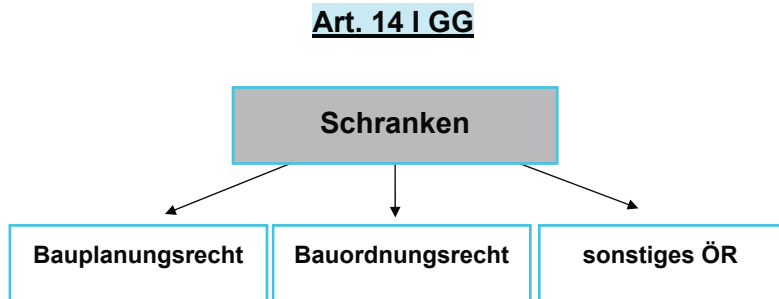 Art. 14 I GG
Schranken
Bauplanungsrecht
Bauordnungsrecht
sonstiges ÖR